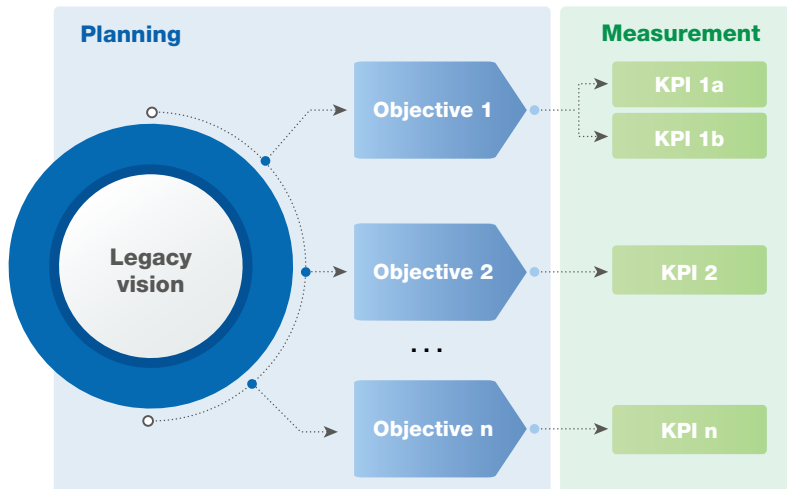 Planning
Measurement
Legacy
vision
Objective 1
KPI 1a
KPI 1b
Objective 2
KPI 2
...
Objective n
KPI n